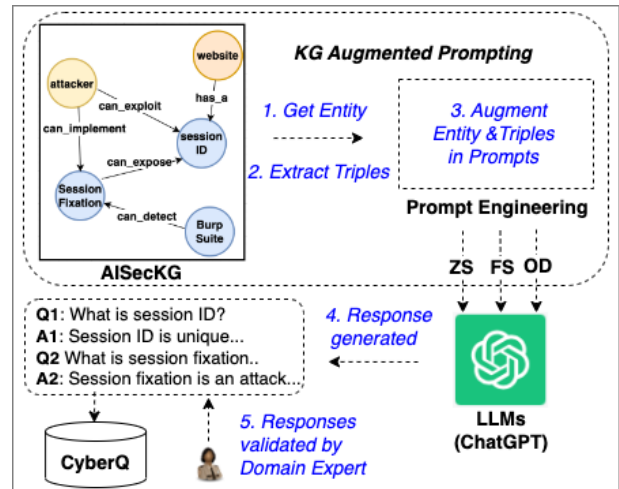 KG Augmented Prompting
website
attacker
can_exploit
has_a
can_implement
session
ID
can_expose
Session
Fixation
can_detect
Burp
Suite
AISecKG
1. Get Entity
2. Extract Triples
3. Augment
Entity &Triples
in Prompts
Prompt Engineering
ZS FS OD
LLMs
(ChatGPT)
4. Response
generated
Q1: What is session ID?
A1: Session ID is unique...
Q2 What is session fixation..
A2: Session fixation is an attack...
5. Responses
validated by
Domain Expert
CyberQ